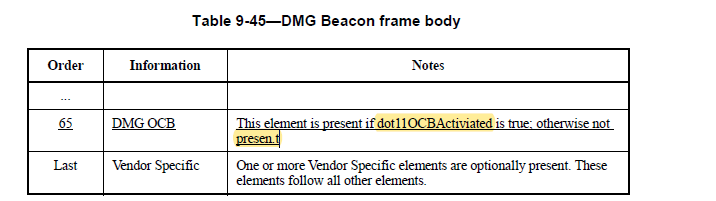 Table 9-45—DMG Beacon frame body
Order Information Notes
...
65 DMG OCB This element is present if dot11OCBActiviated is true; otherwise not
presen.t
Last Vendor Specific One or more Vendor Specific elements are optionally present. These
elements follow all other elements.